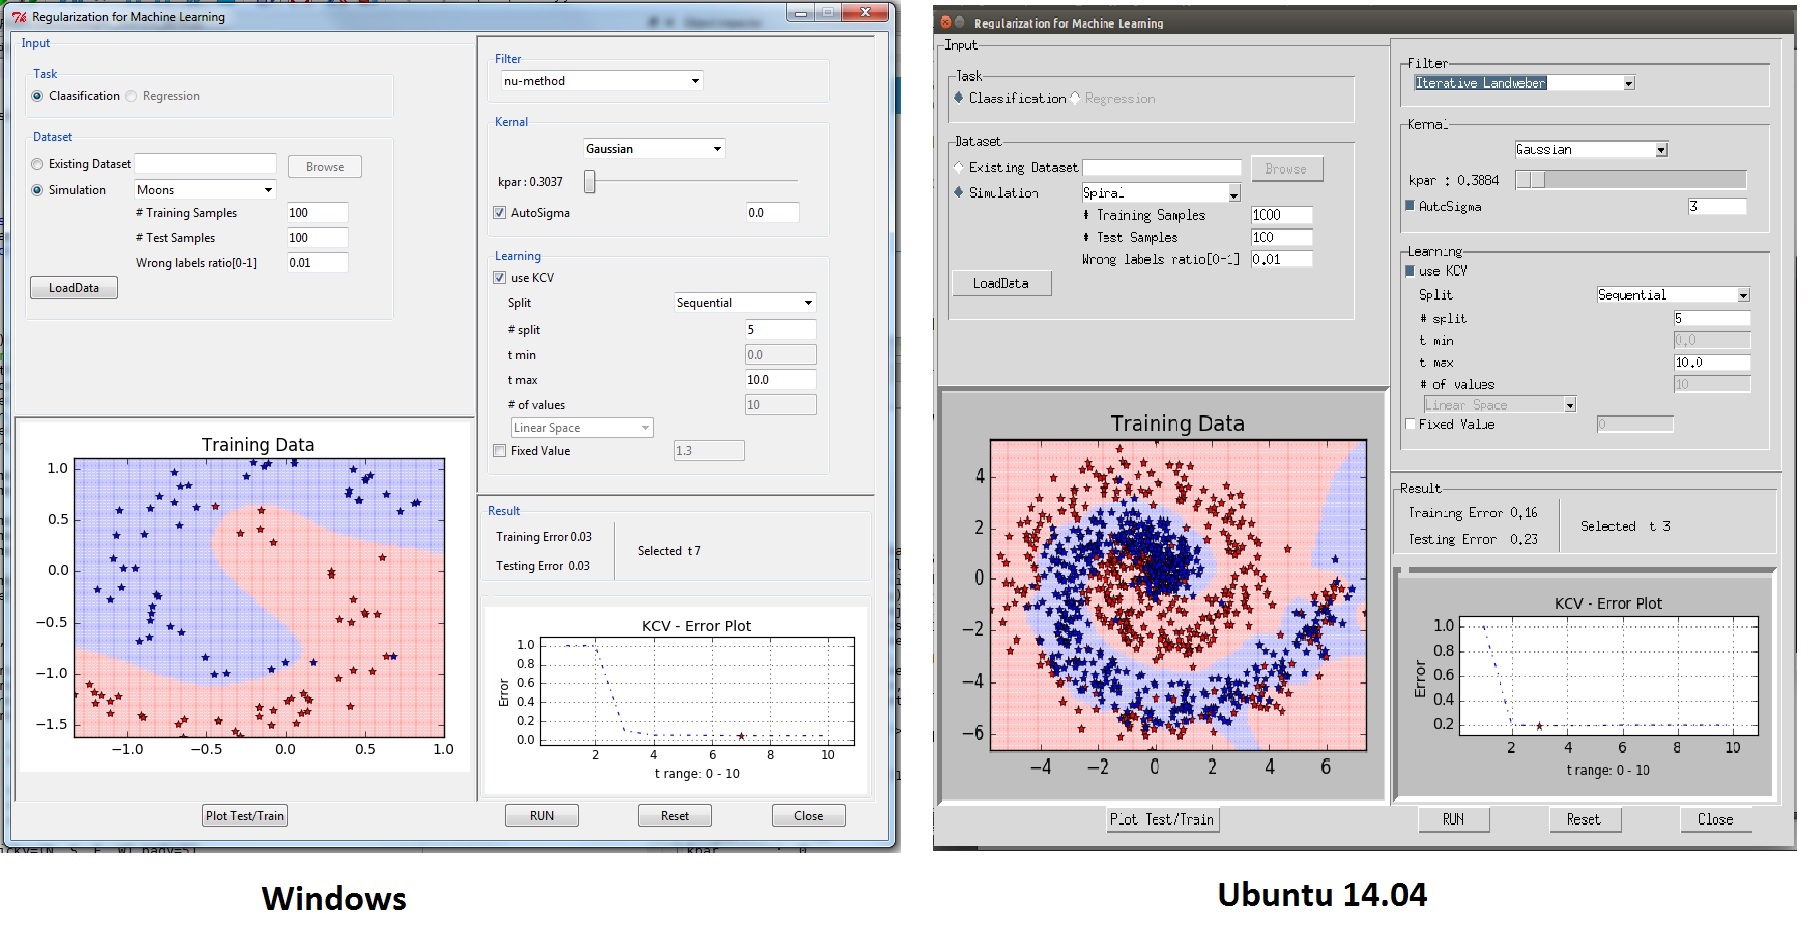 Regularization for Machine Learning
Input
Task
Claasification
Regression
Dataset
Existing Dataset
Browse
Simulation
Moons
# Training Samples
100
# Test Samples
100
Wrong labels ratio[0-1]
0.01
LoadData
Filter
nu-method
Kernal
Gaussian
kpar : 0.3037
AutoSigma
0.0
Learning
use KCV
Split
Sequential
# split
5
t min
0.0
t max
10.0
# of values
10
Linear Space
Fixed Value
1.3
Training Data
1.0
0.5
0.0
−0.5
−1.0
−1.5
−1.0 −0.5 0.0 0.5 1.0
Result
Training Error 0.03
Testing Error 0.03
Selected t 7
KCV - Error Plot
Error
1.0
0.8
0.6
0.4
0.2
0.0
2 4 6 8 10
t range: 0 - 10
Plot Test/Train
RUN
Reset
Close
Windows
Regularization for Machine Learning
Input
Task
Classification
Regression
Dataset
Existing Dataset
Browse
Simulation
Spiral
# Training Samples
1000
# Test Samples
100
Wrong labels ratio[0-1]
0.01
LoadData
Filter
Iterative Landweber
Kernal
Gaussian
kpar : 0.3884
AutoSigma
3
Learning
use KCV
Split
Sequential
# split
5
t min
0.0
t max
10.0
# of values
10
Linear Space
Fixed Value
0
Training Data
4
2
0
−2
−4
−6
−4 −2 0 2 4 6
Result
Training Error 0.16
Testing Error 0.23
Selected t 3
KCV - Error Plot
Error
1.0
0.8
0.6
0.4
0.2
2 4 6 8 10
t range: 0 - 10
Plot Test/Train
RUN
Reset
Close
Ubuntu 14.04